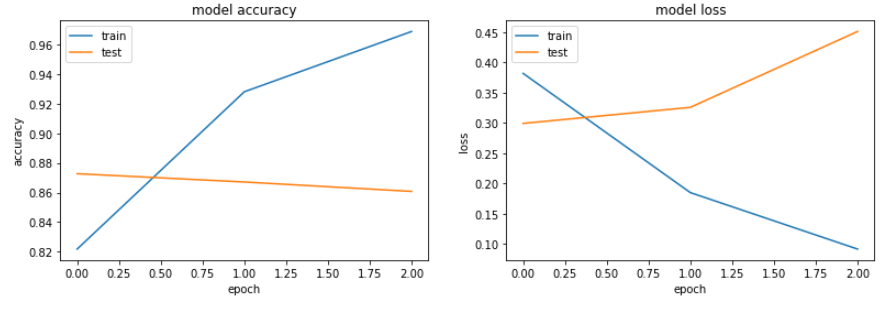 model accuracy
train
test
0.96
0.94
0.92
0.90
0.88
0.86
0.84
0.82
accuracy
0.00 0.25 0.50 0.75 1.00 1.25 1.50 1.75 2.00
epoch
model loss
train
test
0.45
0.40
0.35
0.30
0.25
0.20
0.15
0.10
loss
0.00 0.25 0.50 0.75 1.00 1.25 1.50 1.75 2.00
epoch